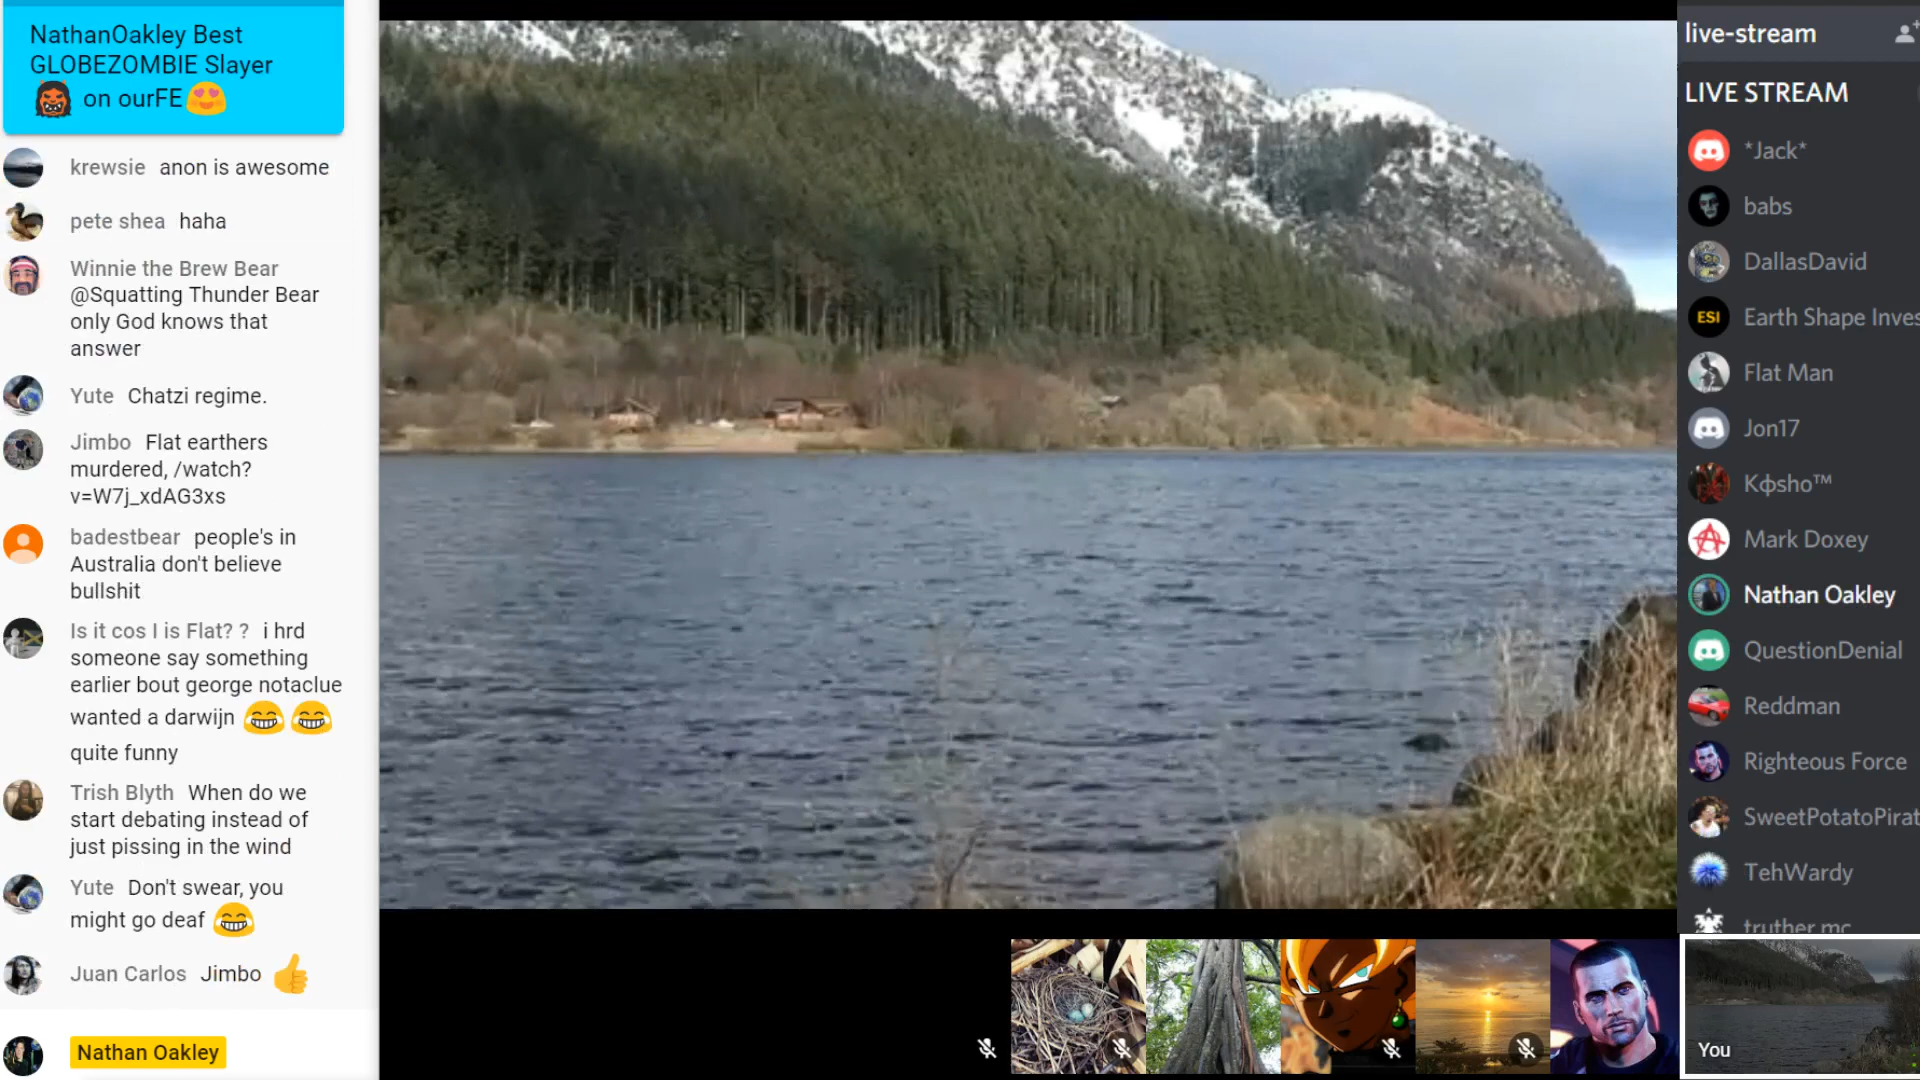 NathanOakley Best
GLOBEZOMBIE Slayer
on ourFE
krewsie anon is awesome
pete shea haha
Winnie the Brew Bear
@Squatting Thunder Bear
only God knows that
answer
Yute Chatzi regime.
Jimbo Flat earthers
murdered, /watch?
v=W7j_xdAG3xs
badestbear people's in
Australia don't believe
bullshit
Is it cos I is Flat? ? i hrd
someone say something
earlier bout george notaclue
wanted a darwijn
quite funny
Trish Blyth When do we
start debating instead of
just pissing in the wind
Yute Don't swear, you
might go deaf
Juan Carlos Jimbo
Nathan Oakley
live-stream
LIVE STREAM
*Jack*
babs
DallasDavid
ESI
Earth Shape Inves
Flat Man
Jon17
Kфsho™
Mark Doxey
Nathan Oakley
QuestionDenial
Reddman
Righteous Force
SweetPotatoPirat
TehWardy
truther mc
You